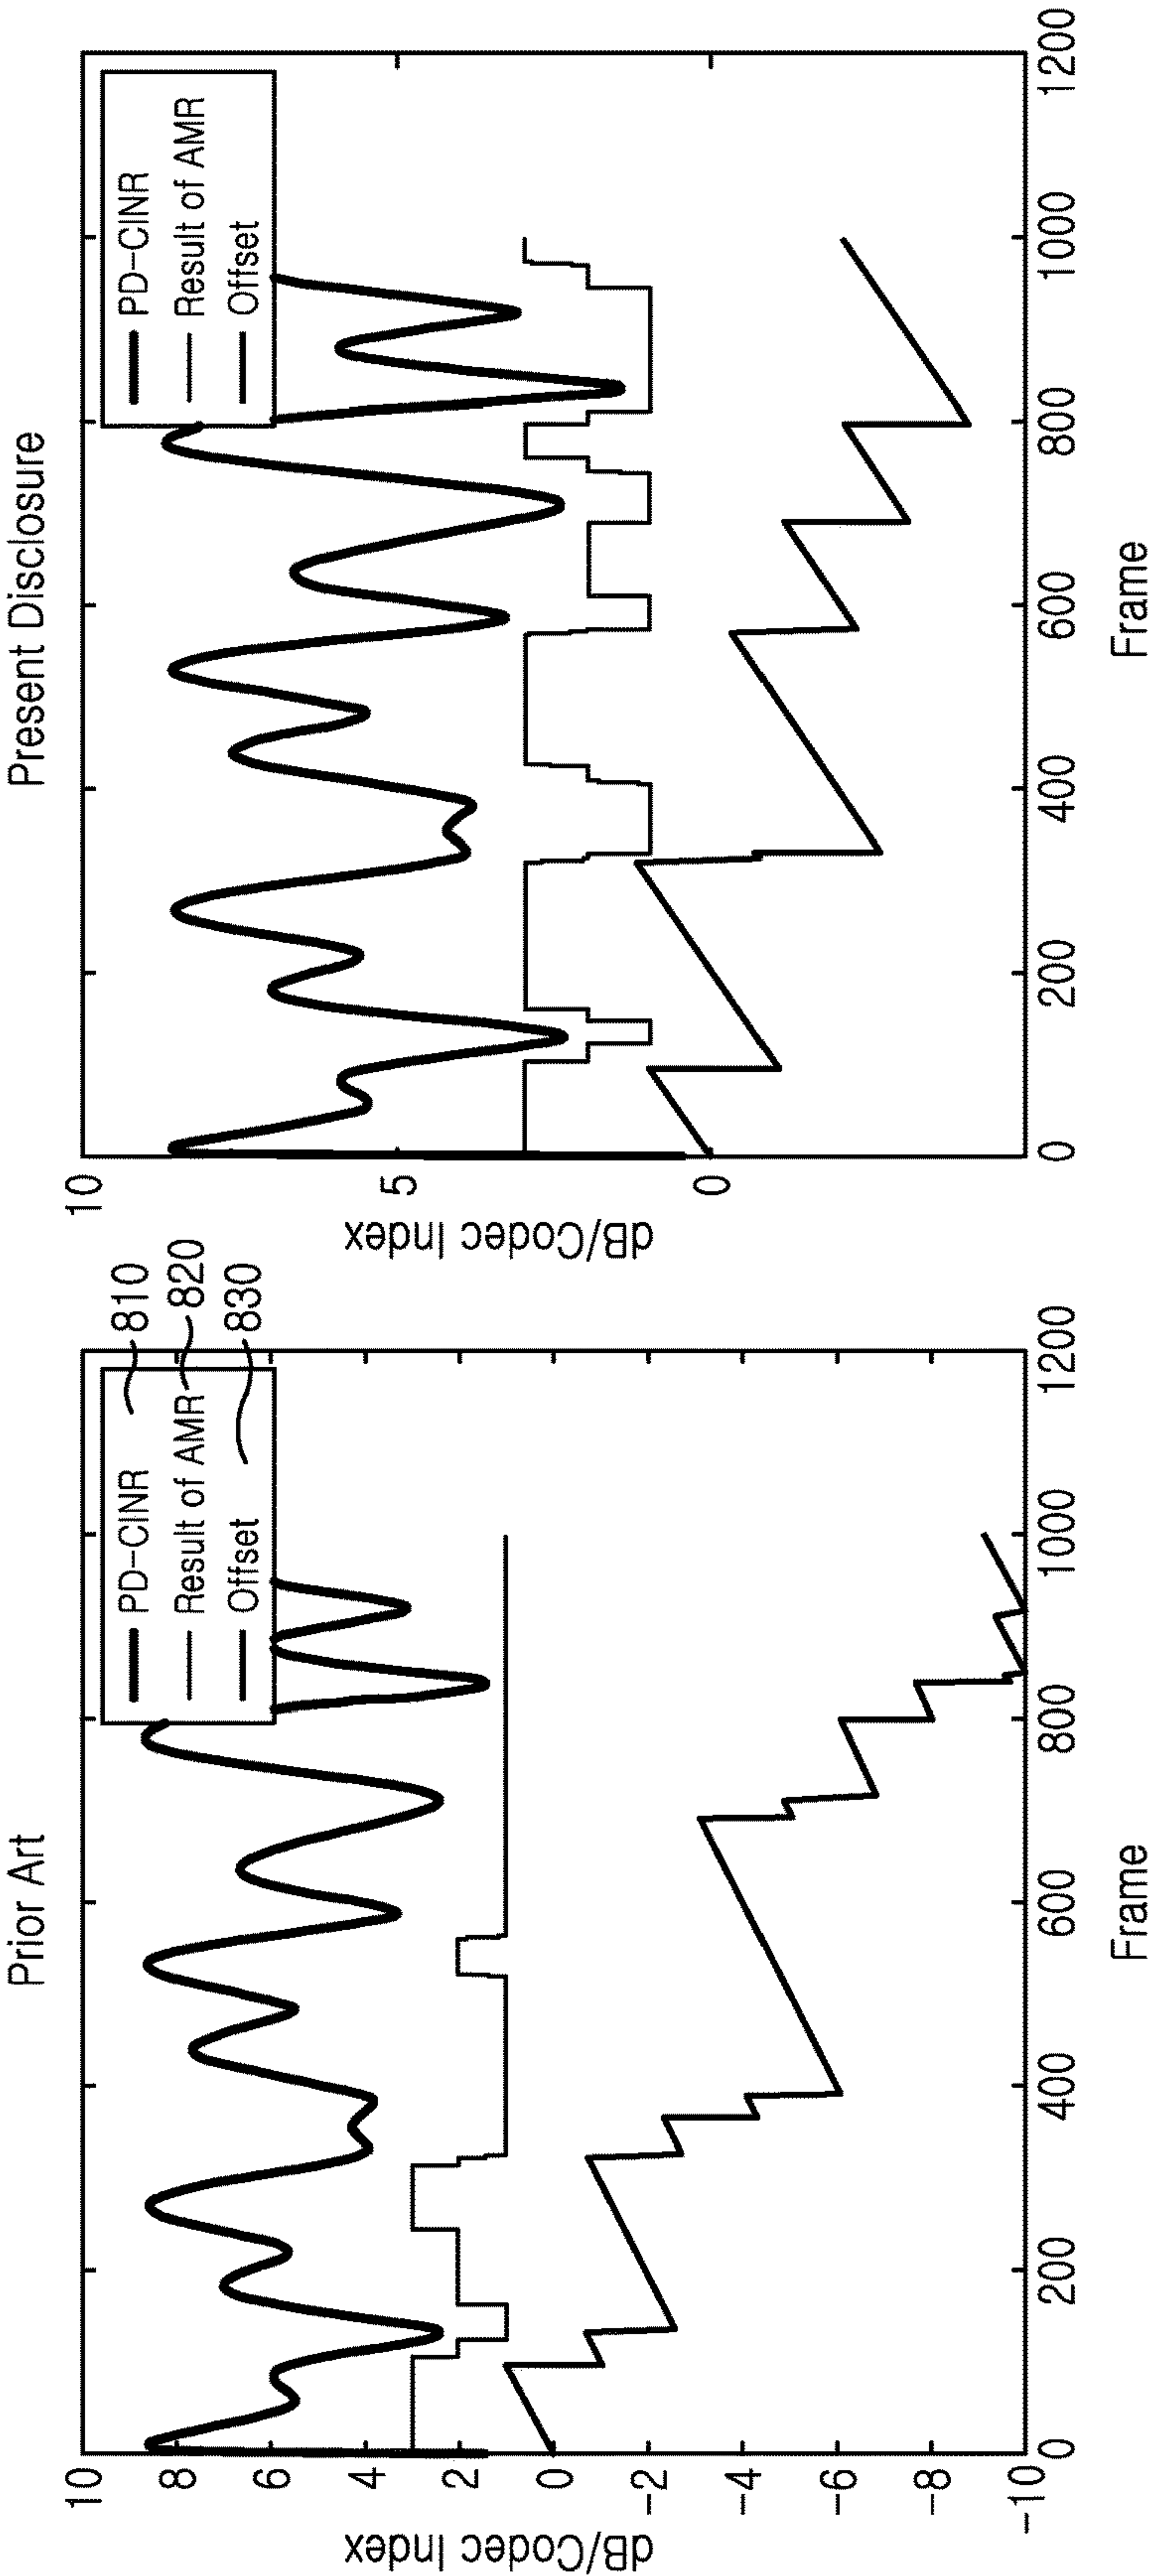 Prior Art
dB/Codec Index
10
8
6
4
2
0
-2
-4
-6
-8
-10
0
200
400
600
800
1000
1200
Frame
PD-CINR
Result of AMR
Offset
810
820
830
Present Disclosure
dB/Codec Index
10
5
0
0
200
400
600
800
1000
1200
Frame
PD-CINR
Result of AMR
Offset